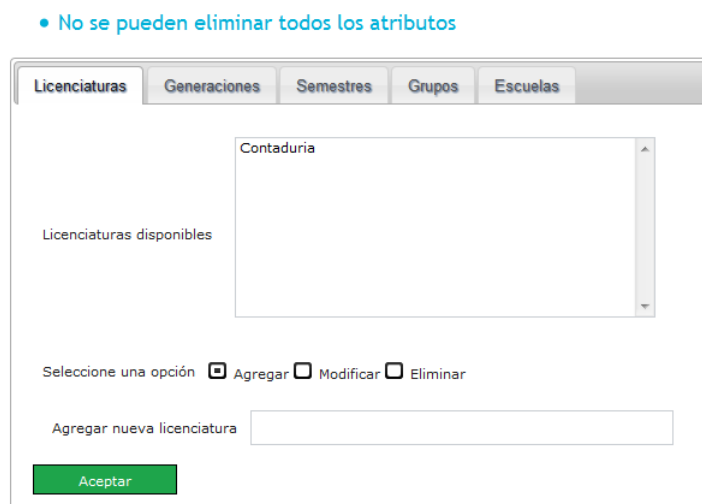 No se pueden eliminar todos los atributos
Licenciaturas Generaciones Semestres Grupos Escuelas
Contaduria
Licenciaturas disponibles
Seleccione una opción Agregar Modificar Eliminar
Agregar nueva licenciatura
Aceptar